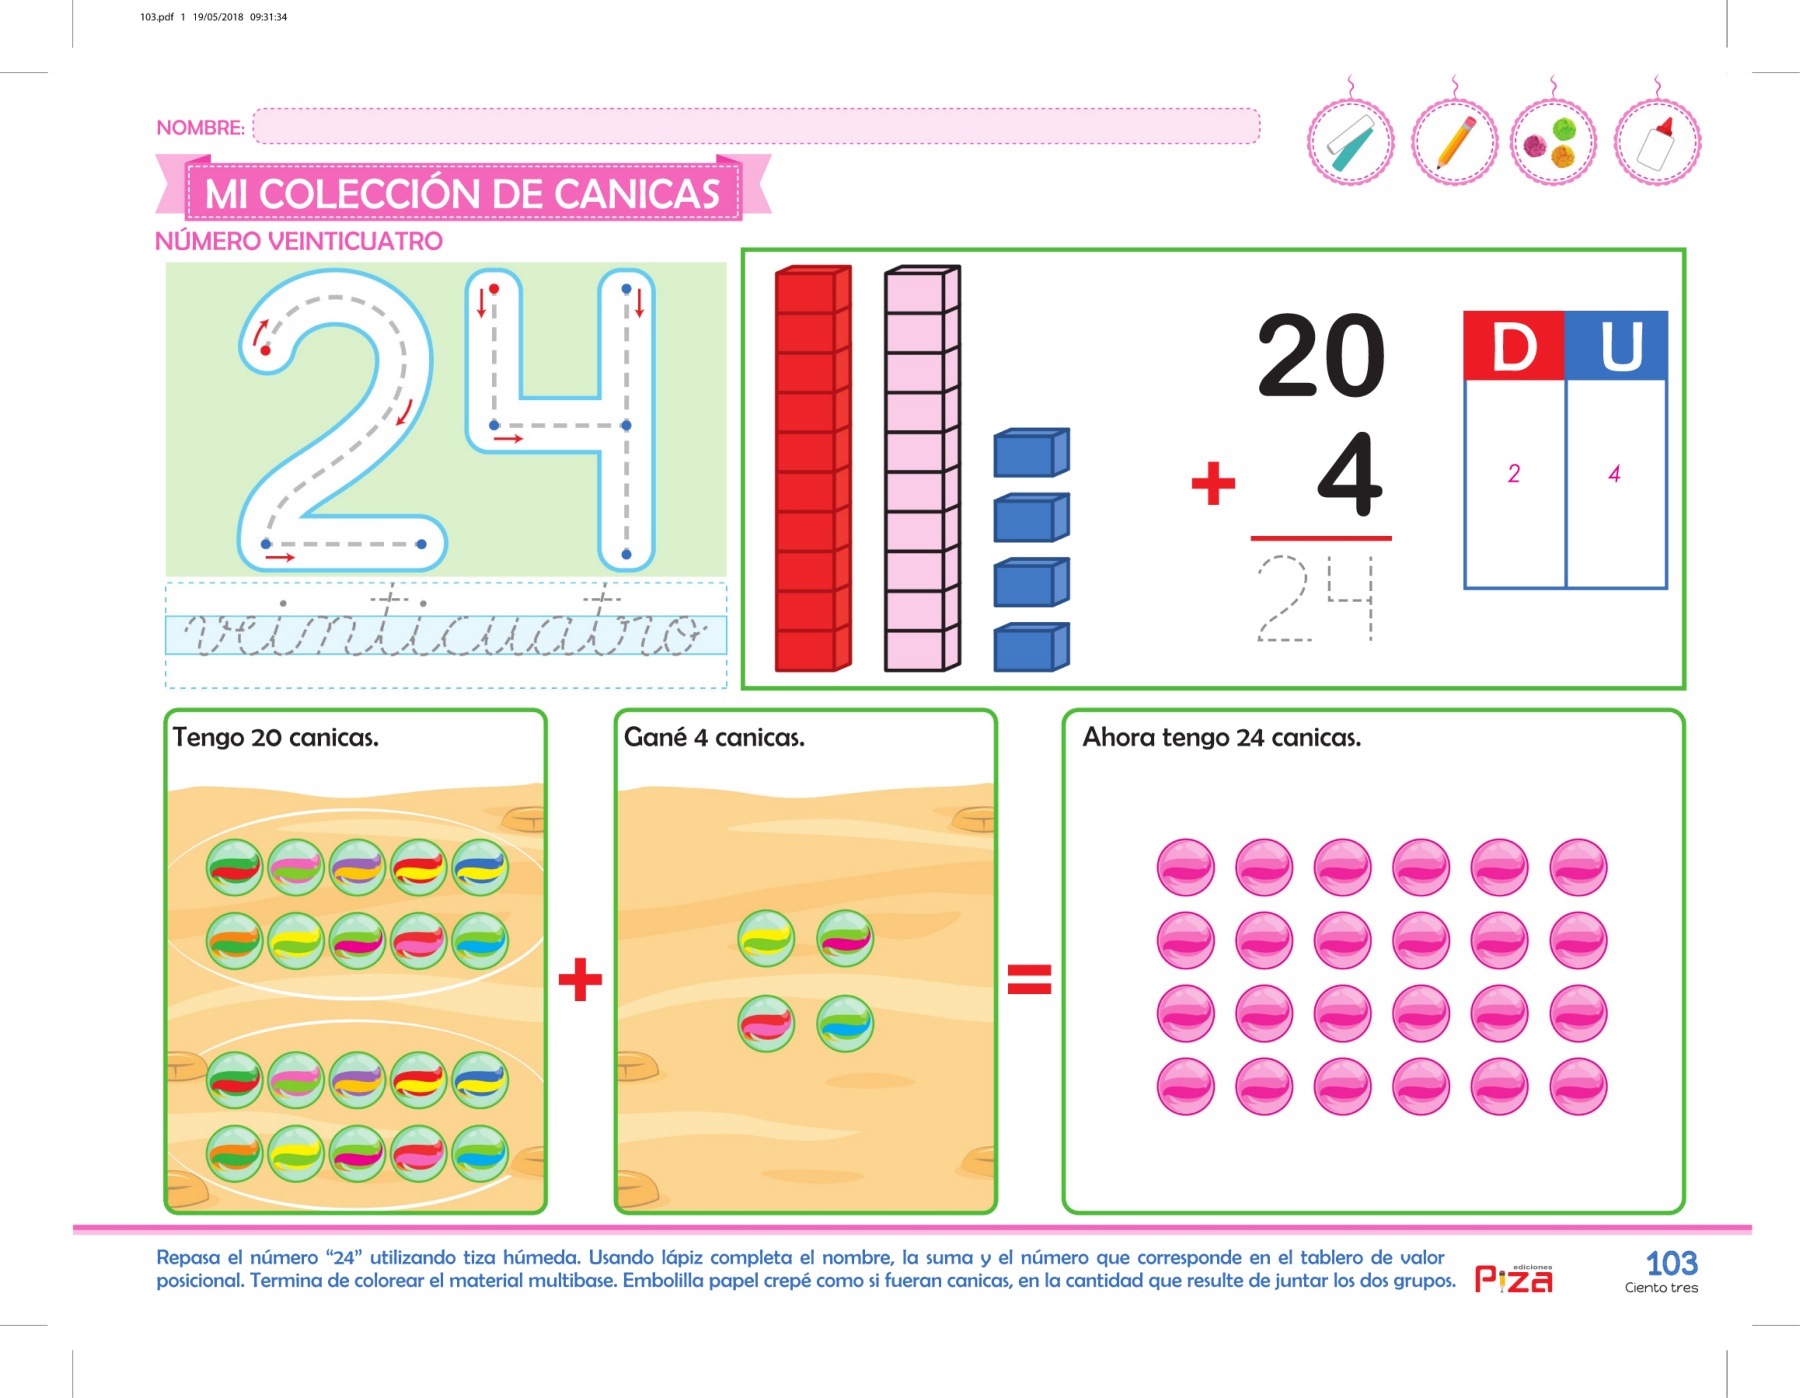 103.pdf 1 19/05/2018 09:31:34
NOMBRE:
MI COLECCIÓN DE CANICAS
NÚMERO VEINTICUATRO
24
veinticuatro
20
+ 4
24
D U
2 4
Tengo 20 canicas.
+
Gané 4 canicas.
=
Ahora tengo 24 canicas.
Repasa el número “24” utilizando tiza húmeda. Usando lápiz completa el nombre, la suma y el número que corresponde en el tablero de valor
posicional. Termina de colorear el material multibase. Embolilla papel crepé como si fueran canicas, en la cantidad que resulte de juntar los dos grupos.
ediciones
Piza
103
Ciento tres